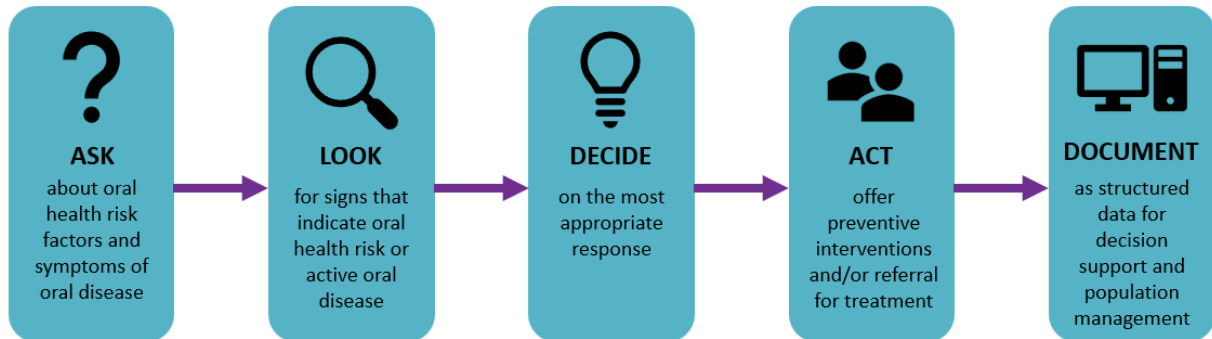 ASK
about oral
health risk
factors and
symptoms of
oral disease
LOOK
for signs that
indicate oral
health risk or
active oral
disease
DECIDE
on the most
appropriate
response
ACT
offer
preventive
interventions
and/or referral
for treatment
DOCUMENT
as structured
data for
decision
support and
population
management